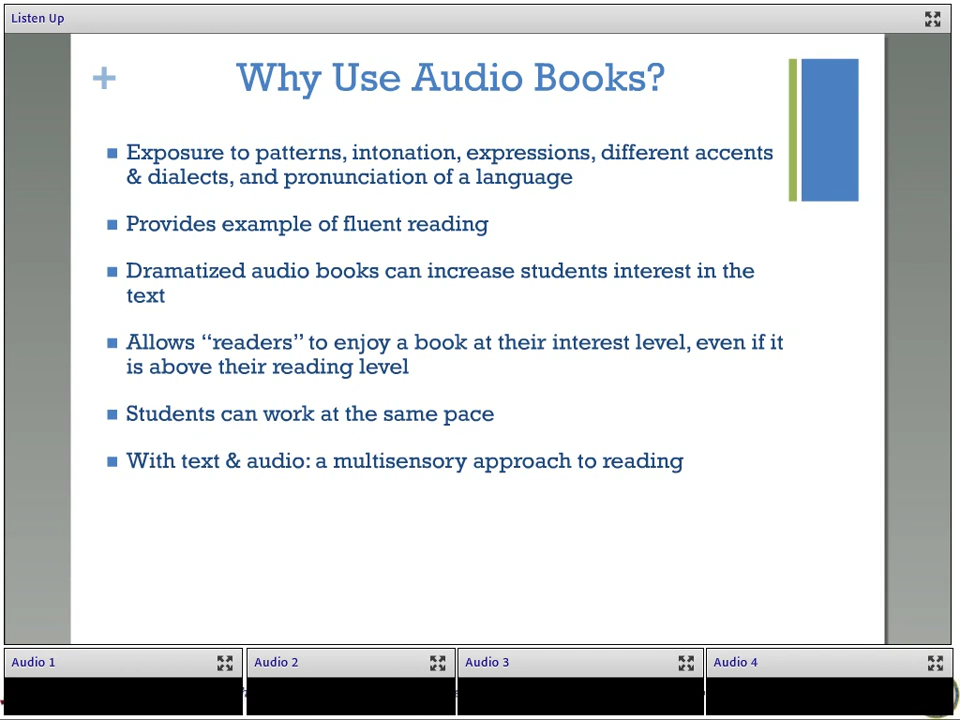 Listen Up
+ Why Use Audio Books?
Exposure to patterns, intonation, expressions, different accents
& dialects, and pronunciation of a language
Provides example of fluent reading
Dramatized audio books can increase students interest in the
text
Allows “readers” to enjoy a book at their interest level, even if it
is above their reading level
Students can work at the same pace
With text & audio: a multisensory approach to reading
Audio 1
Audio 2
Audio 3
Audio 4